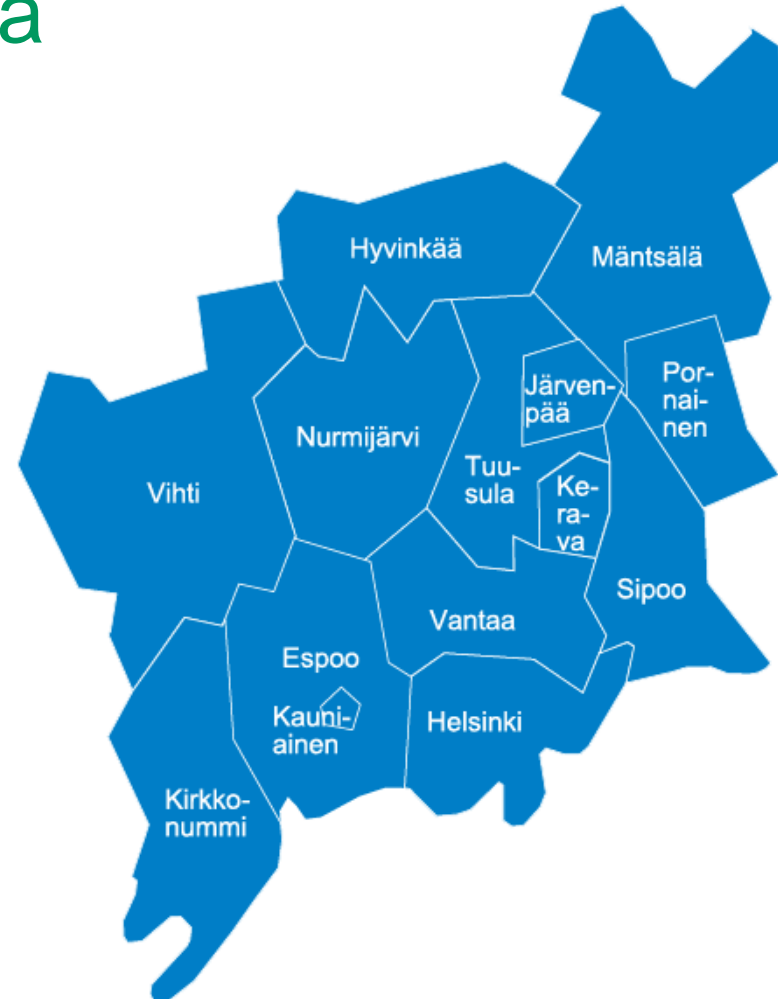 a
Hyvinkää
Mäntsälä
Por-
nai-
nen
Järven-
pää
Nurmijärvi
Tuu-
sula
Ke-
ra-
va
Vihti
Sipoo
Vantaa
Espoo
Kauni-
ainen
Helsinki
Kirkko-
nummi